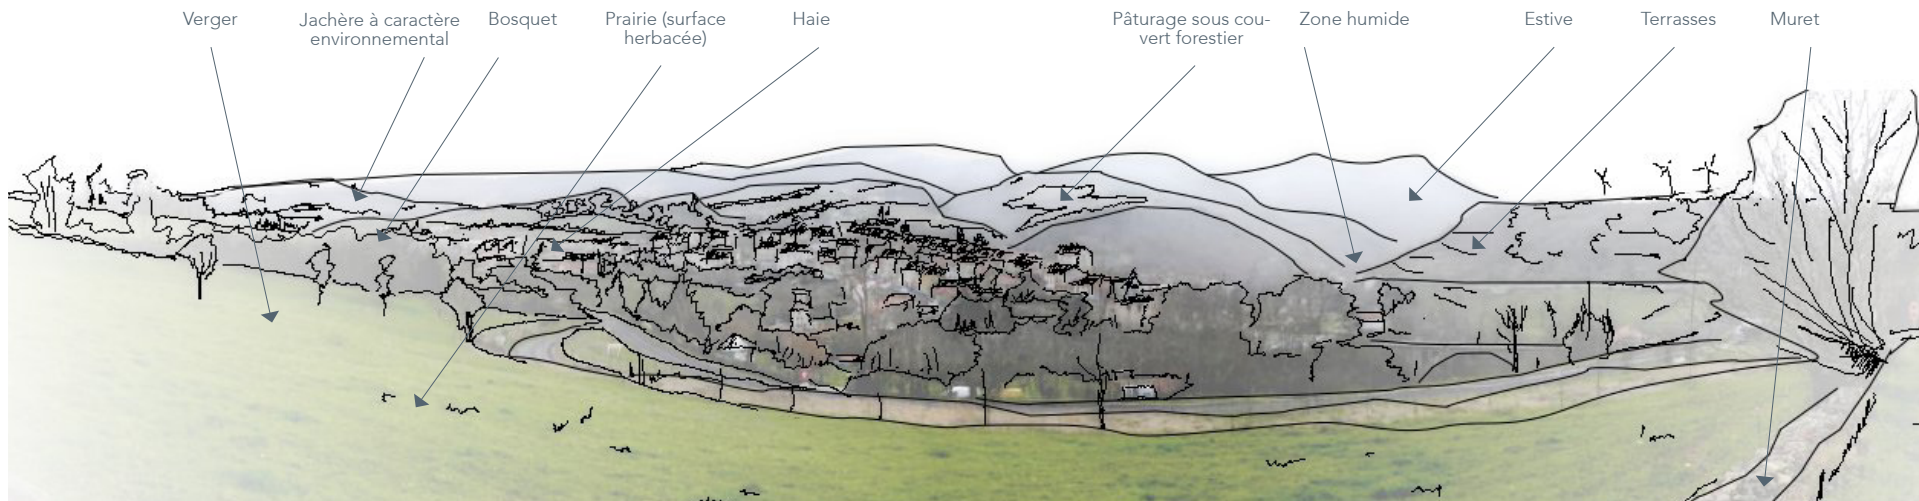 Verger
Jachère à caractère
environnemental
Bosquet
Prairie (surface
herbacée)
Haie
Pâturage sous cou-
vert forestier
Zone humide
Estive
Terrasses
Muret